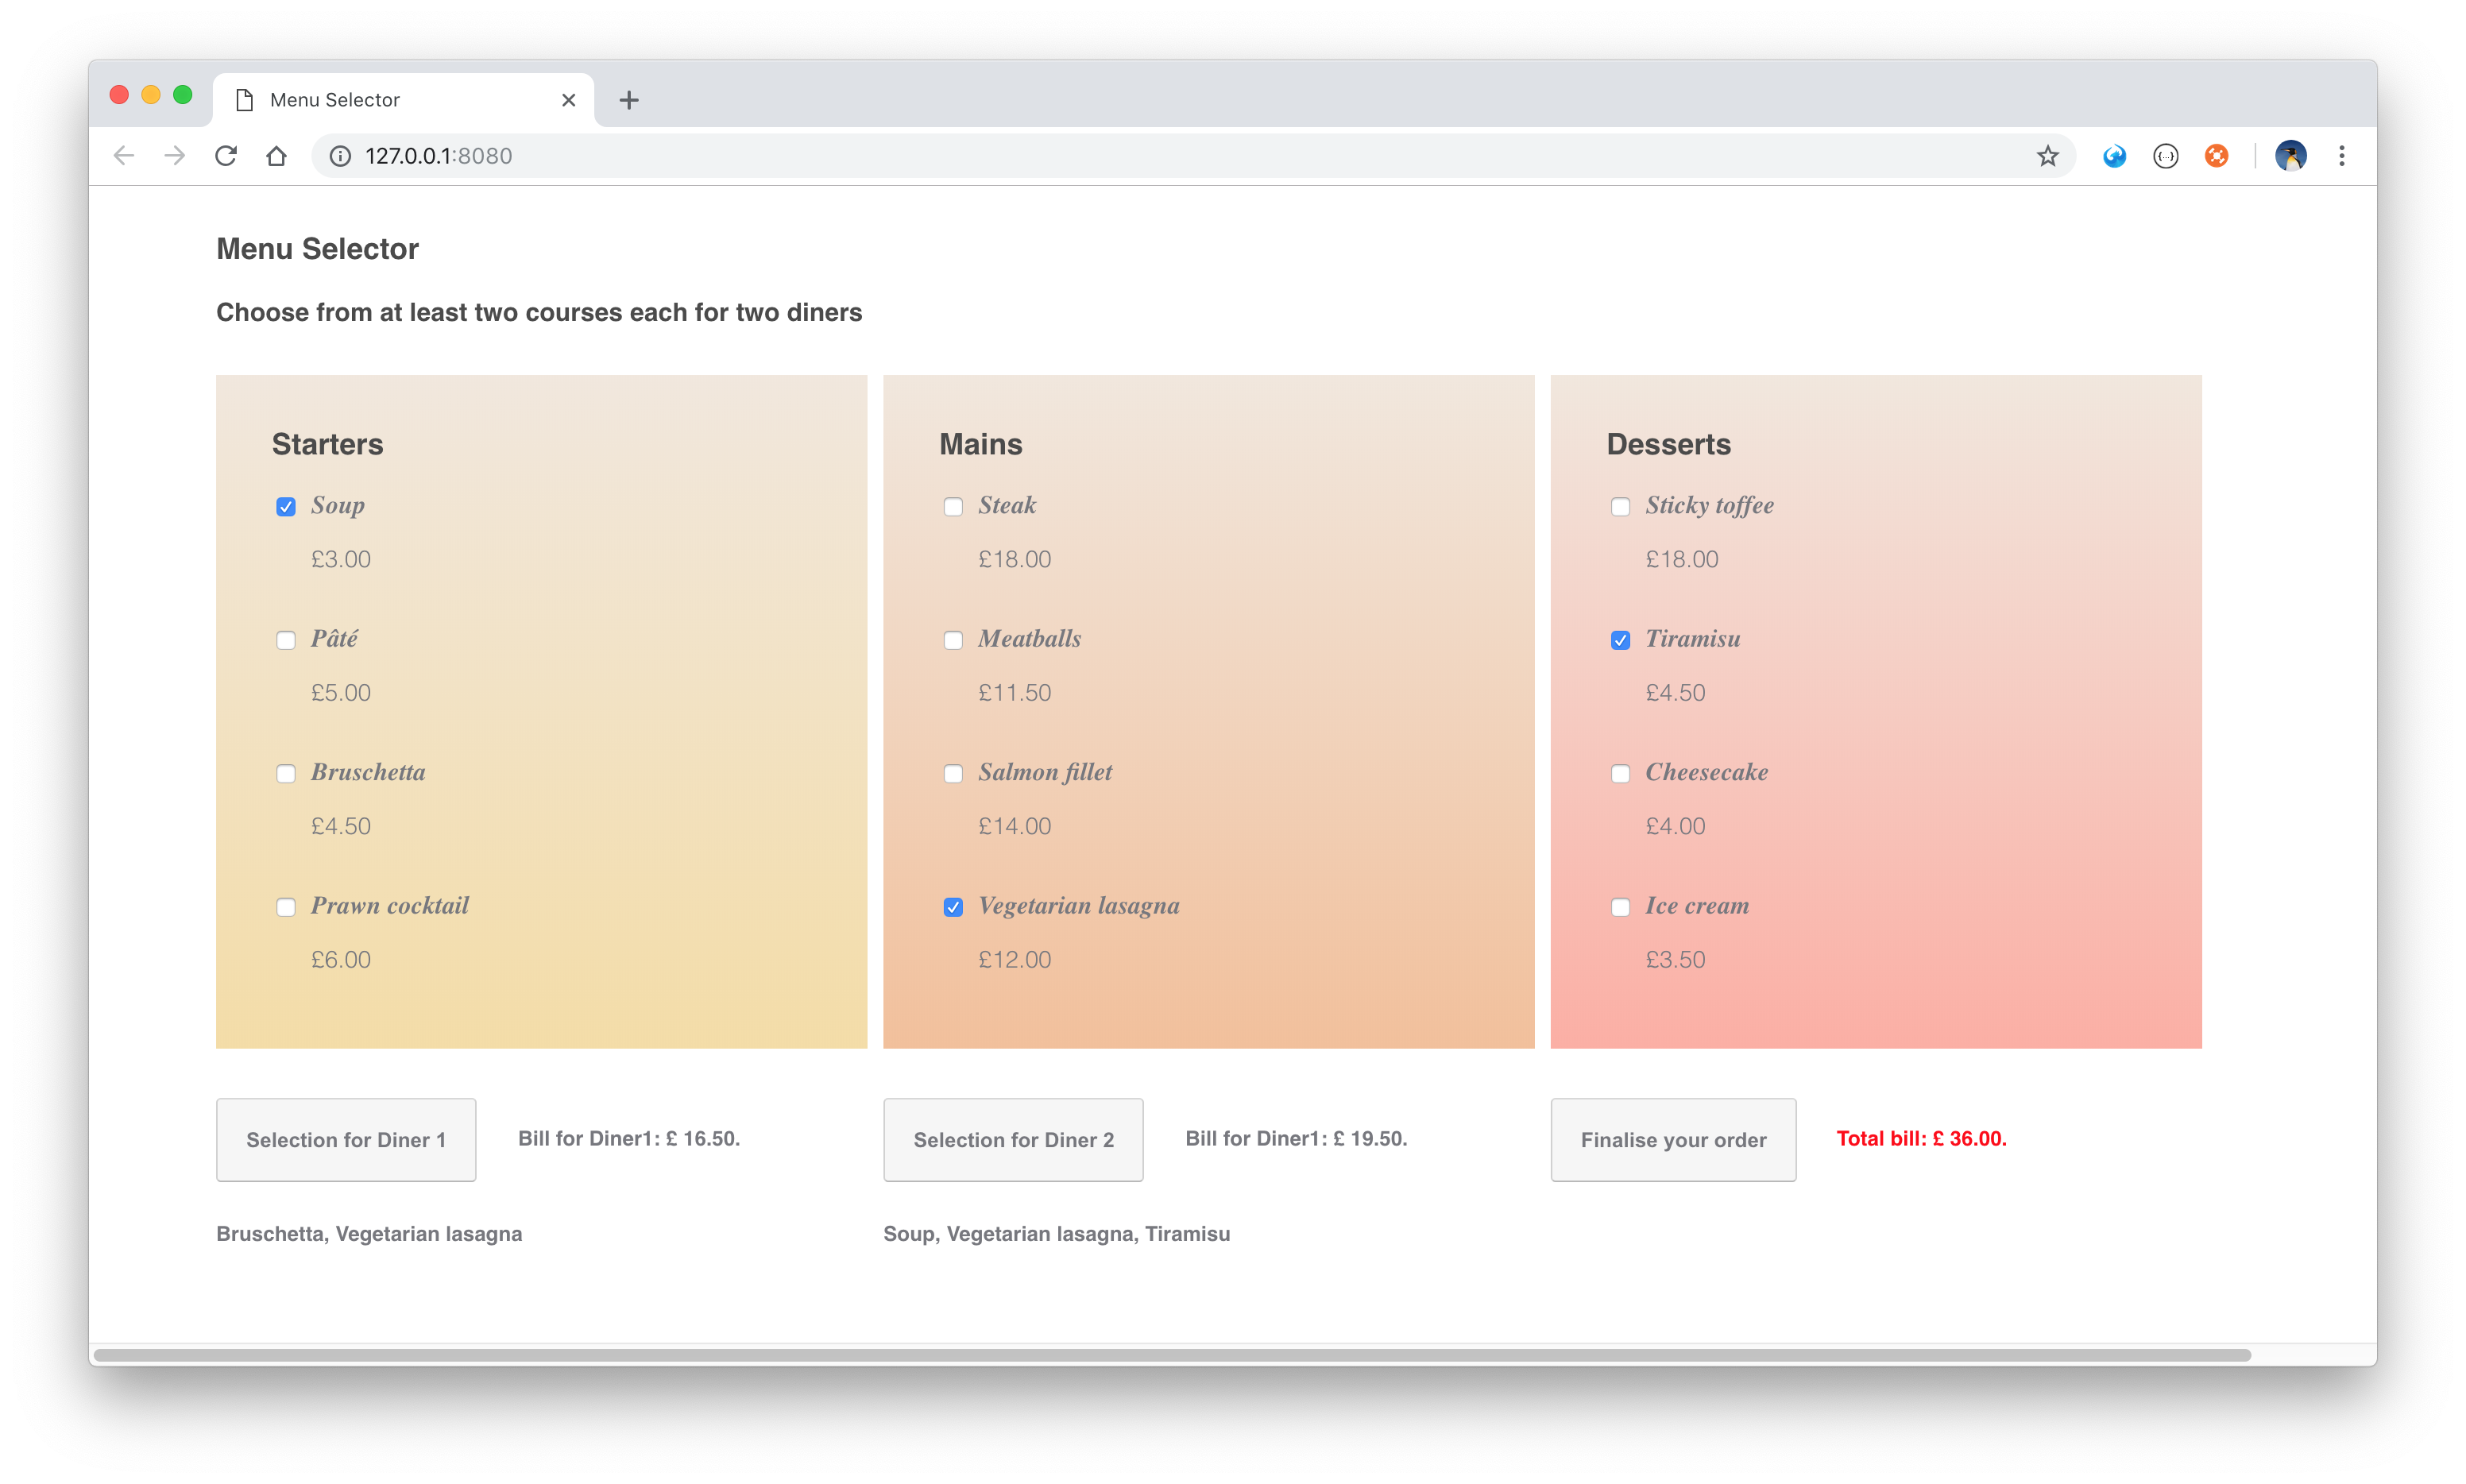 Menu Selector
127.0.0.1:8080
Menu Selector
Choose from at least two courses each for two diners
Starters
Soup
£3.00
Pâté
£5.00
Bruschetta
£4.50
Prawn cocktail
£6.00
Mains
Steak
£18.00
Meatballs
£11.50
Salmon fillet
£14.00
Vegetarian lasagna
£12.00
Desserts
Sticky toffee
£18.00
Tiramisu
£4.50
Cheesecake
£4.00
Ice cream
£3.50
Selection for Diner 1
Bill for Diner1: £ 16.50.
Selection for Diner 2
Bill for Diner1: £ 19.50.
Finalise your order
Total bill: £ 36.00.
Bruschetta, Vegetarian lasagna
Soup, Vegetarian lasagna, Tiramisu